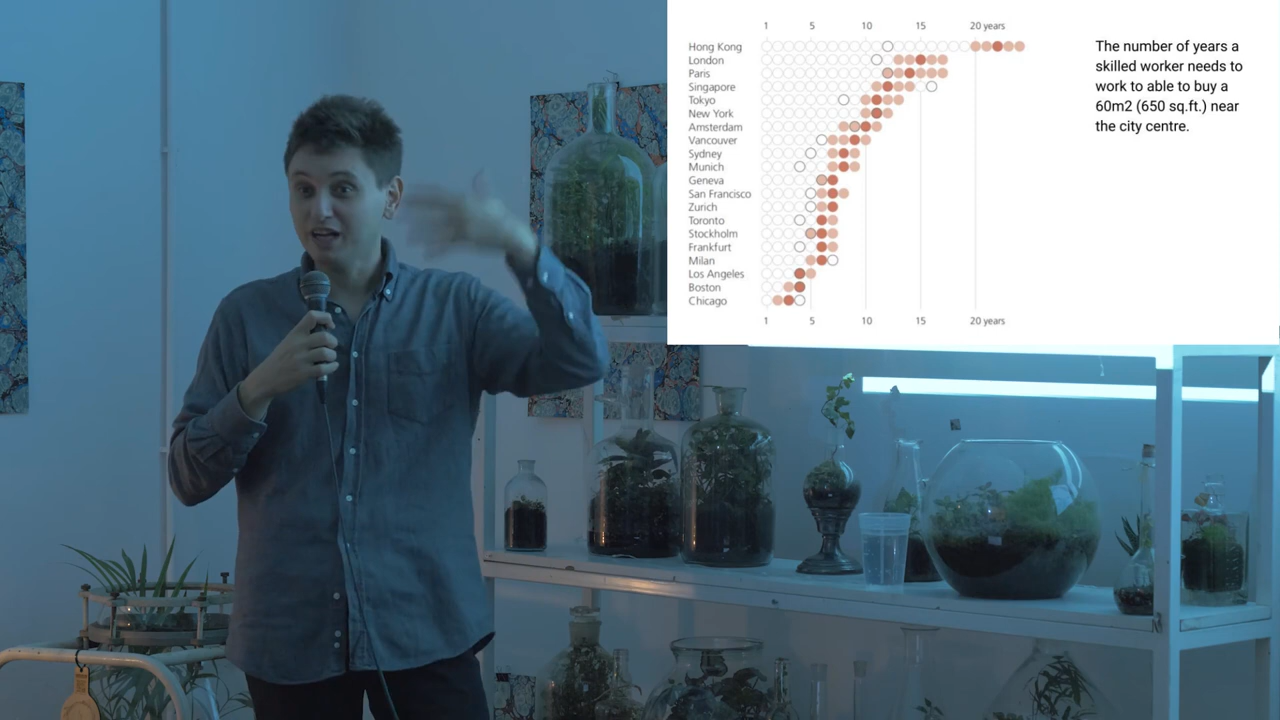 1 5 10 15 20 years
Hong Kong
London
Paris
Singapore
Tokyo
New York
Amsterdam
Vancouver
Sydney
Munich
Geneva
San Francisco
Zurich
Toronto
Stockholm
Frankfurt
Milan
Los Angeles
Boston
Chicago
1 5 10 15 20 years
The number of years a
skilled worker needs to
work to able to buy a
60m2 (650 sq.ft.) near
the city centre.